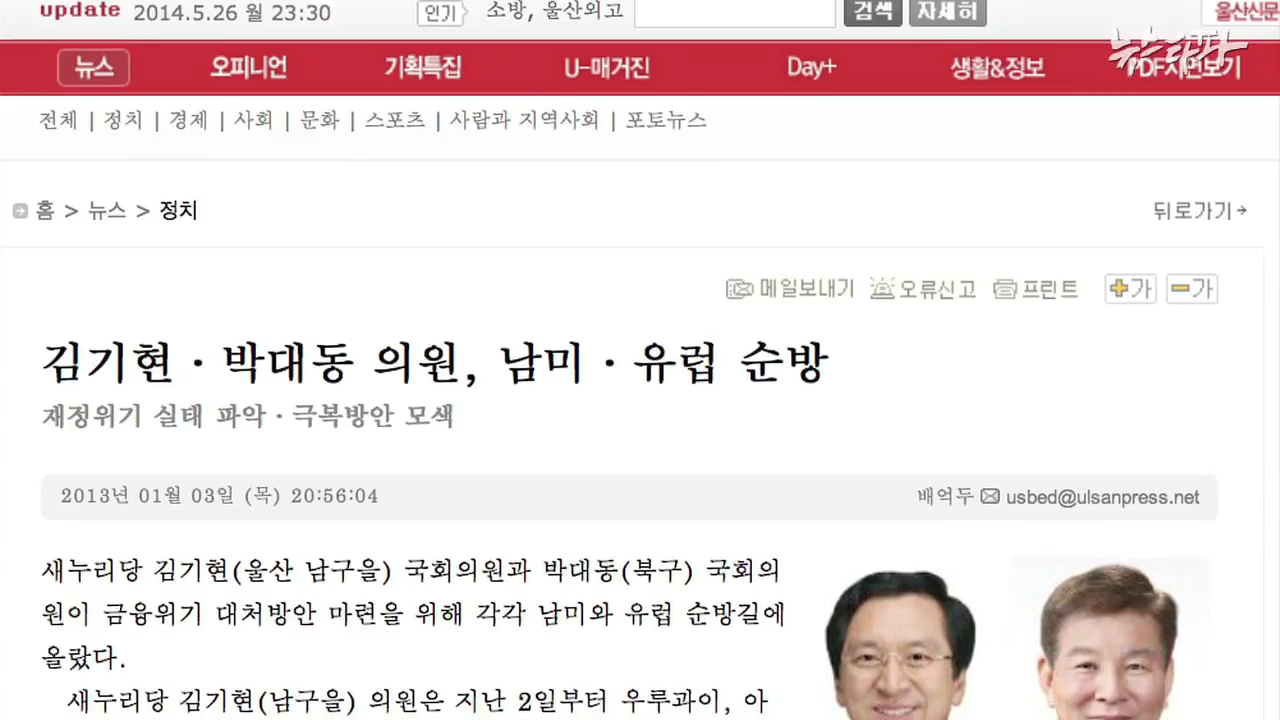 update 2014.5.26 월 23:30 인기 소방, 울산외고 검색 자세히 울산신문
뉴스타파
뉴스 오피니언 기획특집 U-매거진 Day+ 생활&정보 PDF지면보기
전체 | 정치 | 경제 | 사회 | 문화 | 스포츠 | 사람과 지역사회 | 포토뉴스
홈 > 뉴스 > 정치 뒤로가기
메일보내기 오류신고 프린트 +가 -가
김기현·박대동 의원, 남미·유럽 순방
재정위기 실태 파악·극복방안 모색
2013년 01월 03일 (목) 20:56:04 배억두 usbed@ulsanpress.net
새누리당 김기현(울산 남구을) 국회의원과 박대동(북구) 국회의
원이 금융위기 대처방안 마련을 위해 각각 남미와 유럽 순방길에
올랐다.
새누리당 김기현(남구을) 의원은 지난 2일부터 우루과이, 아